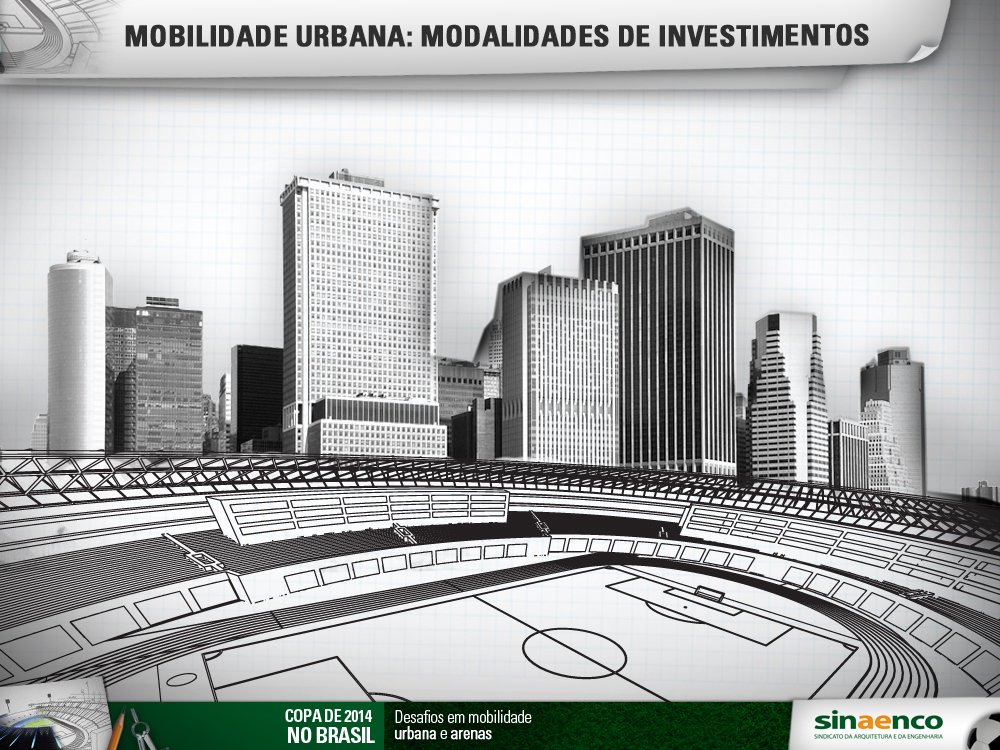 MOBILIDADE URBANA: MODALIDADES DE INVESTIMENTOS
COPA DE 2014
NO BRASIL
Desafios em mobilidade
urbana e arenas
sinaenco
SINDICATO DA ARQUITETURA E DA ENGENHARIA